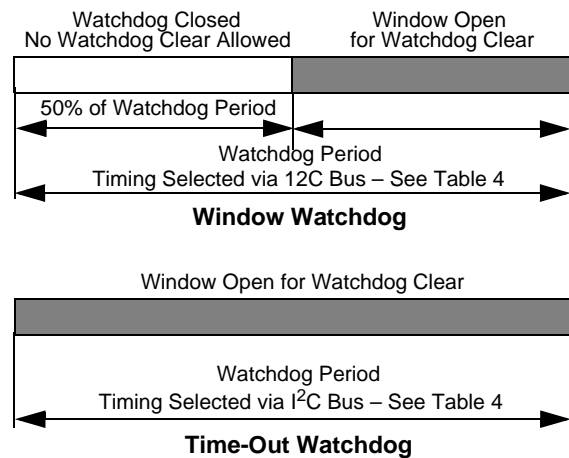 Watchdog Closed
No Watchdog Clear Allowed
Window Open
for Watchdog Clear
50% of Watchdog Period
Watchdog Period
Timing Selected via 12C Bus – See Table 4
Window Watchdog
Window Open for Watchdog Clear
Watchdog Period
Timing Selected via I²C Bus – See Table 4
Time-Out Watchdog